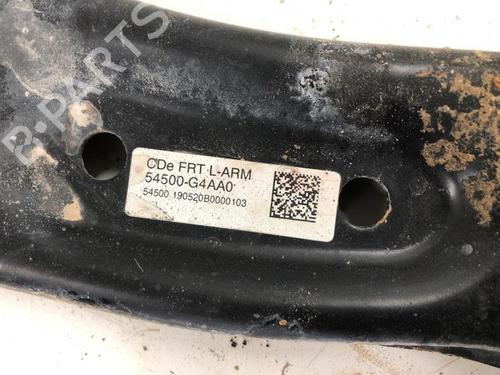 B-PARTS
CDe FRT L-ARM
54500-G4AA0
54500 190520B0000103